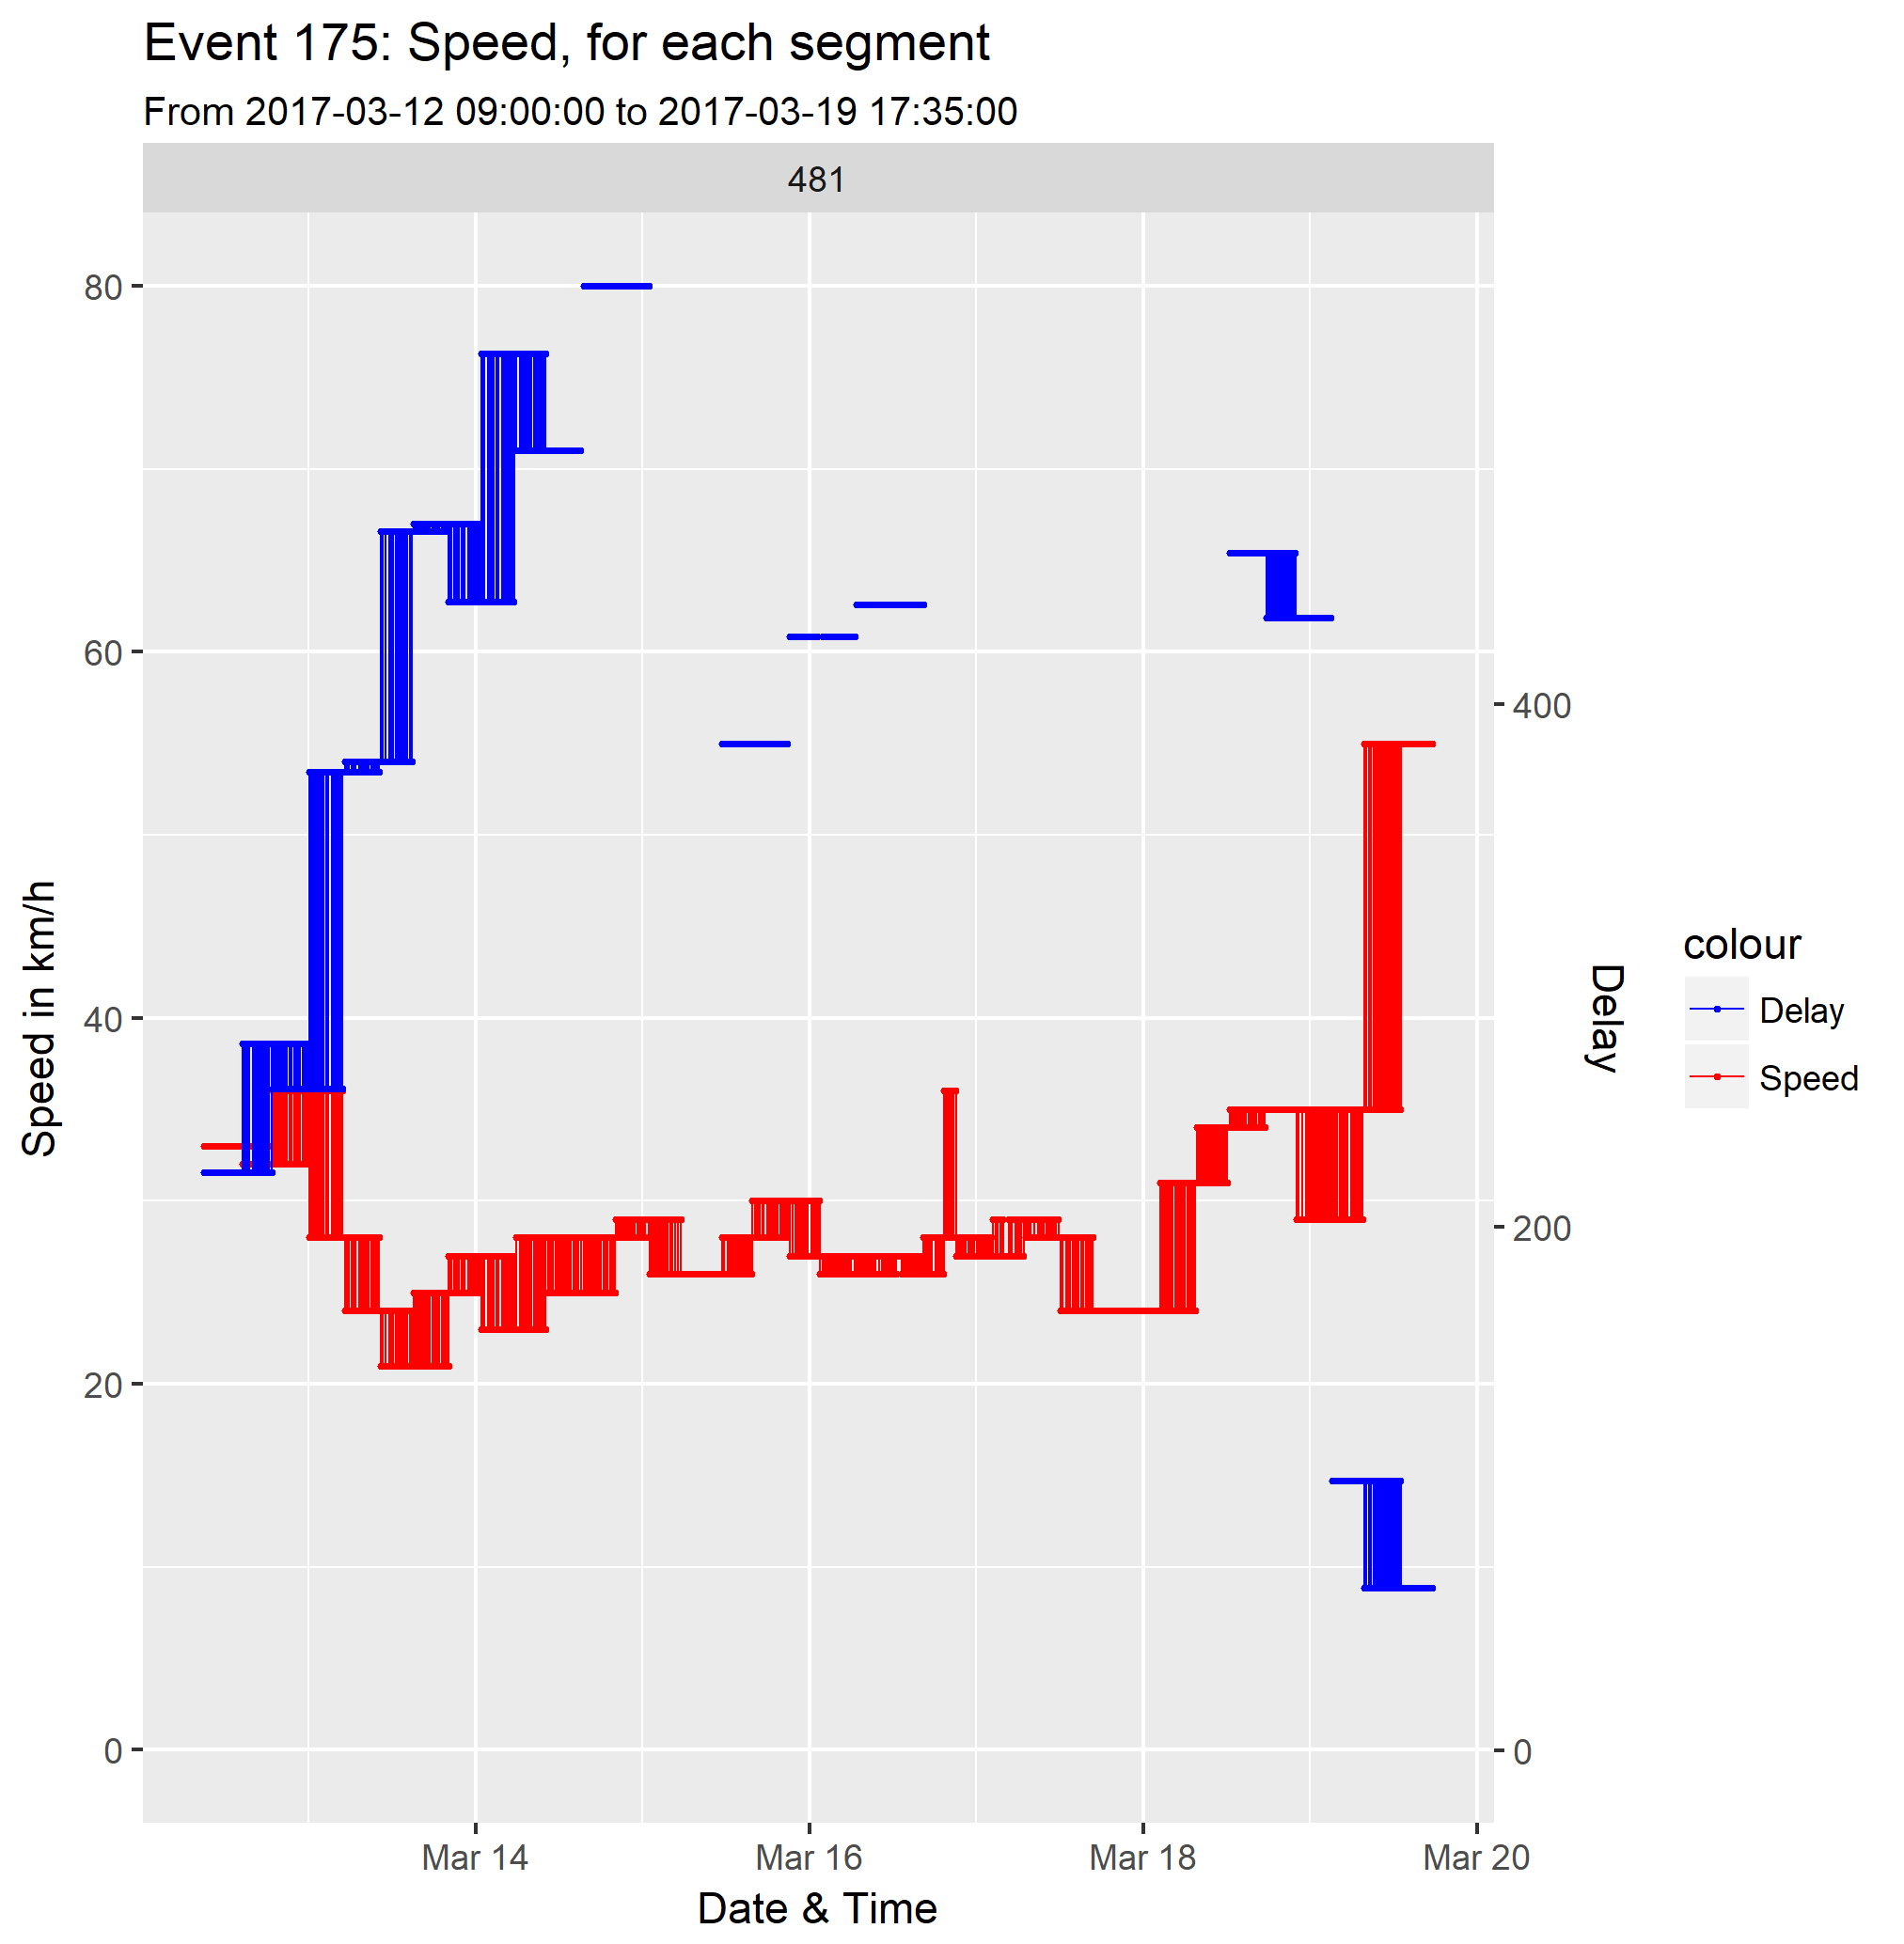 Event 175: Speed, for each segment
From 2017-03-12 09:00:00 to 2017-03-19 17:35:00
481
80
60
40
20
0
Speed in km/h
400
200
0
Delay
colour
Delay
Speed
Mar 14
Mar 16
Mar 18
Mar 20
Date & Time